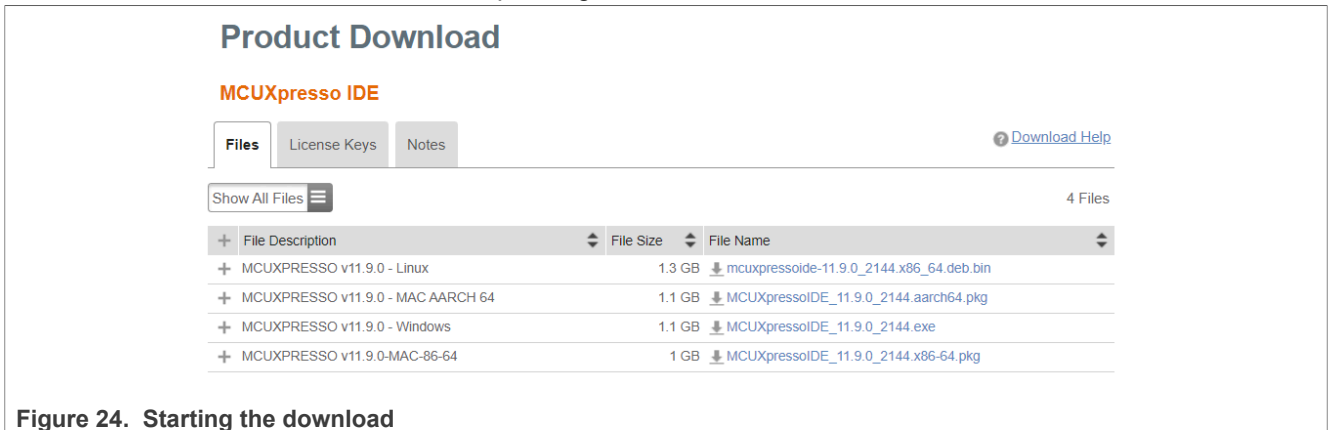 Product Download
MCUXpresso IDE
Files License Keys Notes Download Help
Show All Files 4 Files
File Description File Size File Name
MCUXPRESSO v11.9.0 - Linux 1.3 GB mcuxpressoide-11.9.0_2144.x86_64.deb.bin
MCUXPRESSO v11.9.0 - MAC AARCH 64 1.1 GB MCUXpressoIDE_11.9.0_2144.aarch64.pkg
MCUXPRESSO v11.9.0 - Windows 1.1 GB MCUXpressoIDE_11.9.0_2144.exe
MCUXPRESSO v11.9.0-MAC-86-64 1 GB MCUXpressoIDE_11.9.0_2144.x86-64.pkg
Figure 24. Starting the download